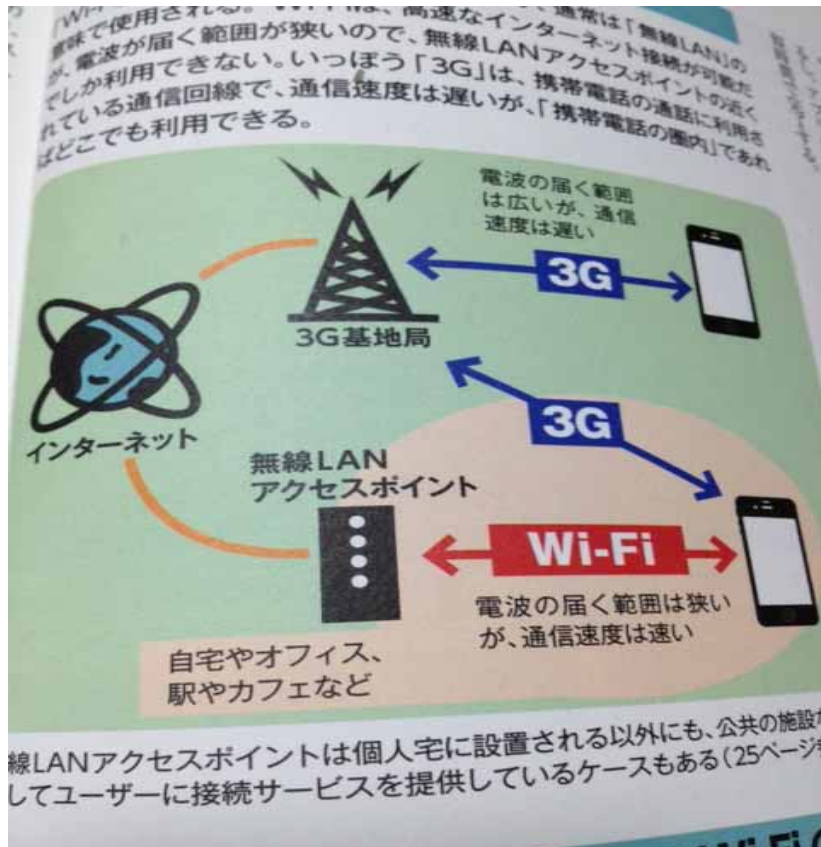 「Wi-Fi
通常は「無線LAN」の
意味で使用される。Wi-Fiは、高速なインターネット接続が可能だ
が、電波が届く範囲が狭いので、無線LANアクセスポイントの近く
でしか利用できない。いっぽう「3G」は、携帯電話の通話に利用さ
れている通信回線で、通信速度は遅いが、「携帯電話の圏内」であれ
ばどこでも利用できる。
電波の届く範囲
は広いが、通信
速度は遅い
3G
3G基地局
インターネット
3G
無線LAN
アクセスポイント
Wi-Fi
電波の届く範囲は狭い
が、通信速度は速い
自宅やオフィス、
駅やカフェなど
線LANアクセスポイントは個人宅に設置される以外にも、公共の施設
してユーザーに接続サービスを提供しているケースもある(25ページ
Wi-Fi